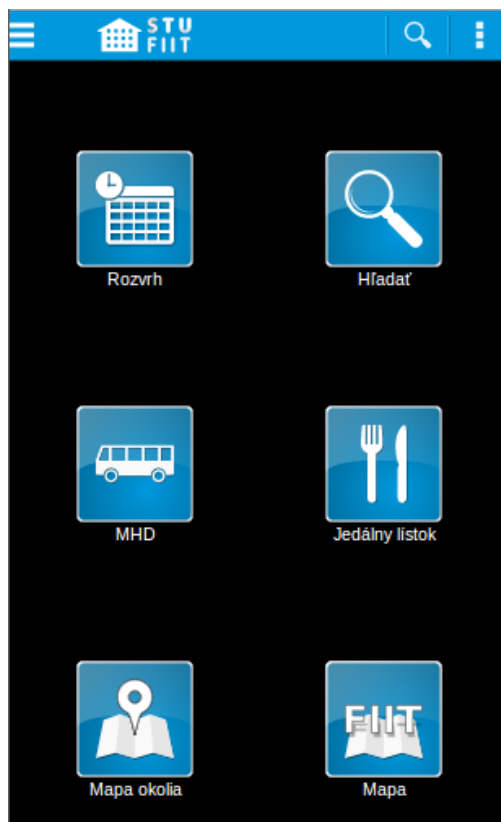 STU
FIIT
Rozvrh
Hľadať
MHD
Jedálny lístok
FIIT
Mapa okolia
Mapa